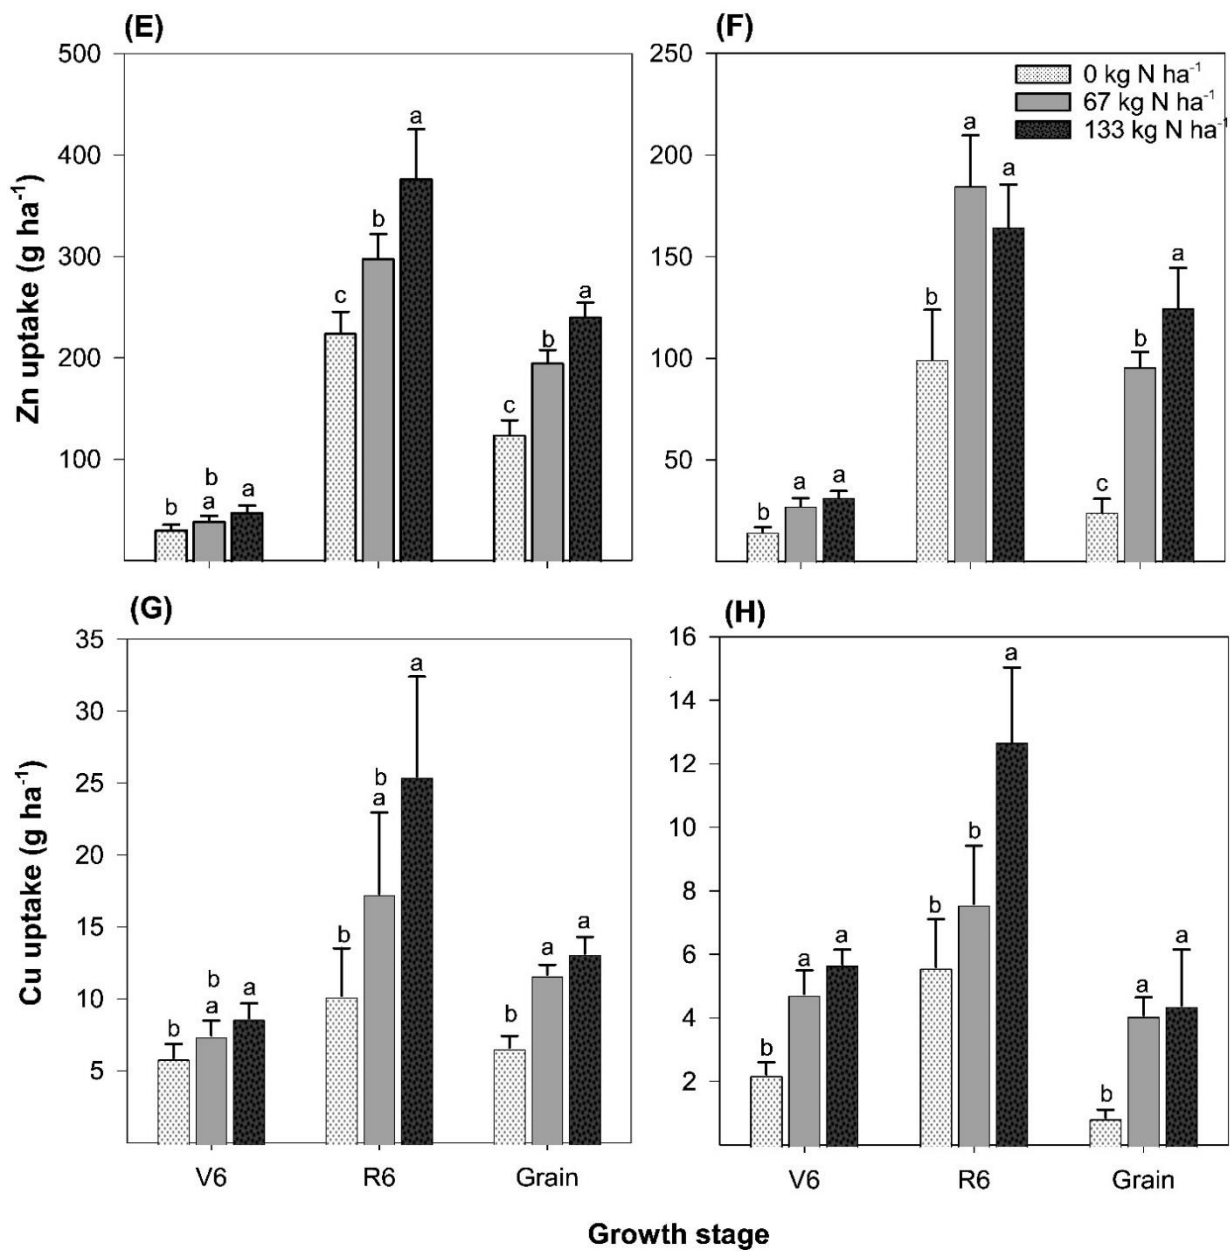 (E)
500
400
300
200
100
Zn uptake (g ha⁻¹)
b
b
a
a
c
b
a
c
b
a
(F)
250
200
150
100
50
0 kg N ha⁻¹
67 kg N ha⁻¹
133 kg N ha⁻¹
b
a
a
b
a
a
c
b
a
(G)
35
30
25
20
15
10
5
Cu uptake (g ha⁻¹)
b
b
a
a
b
b
a
a
b
a
a
V6 R6 Grain
(H)
16
14
12
10
8
6
4
2
b
a
a
b
b
a
b
a
a
V6 R6 Grain
Growth stage